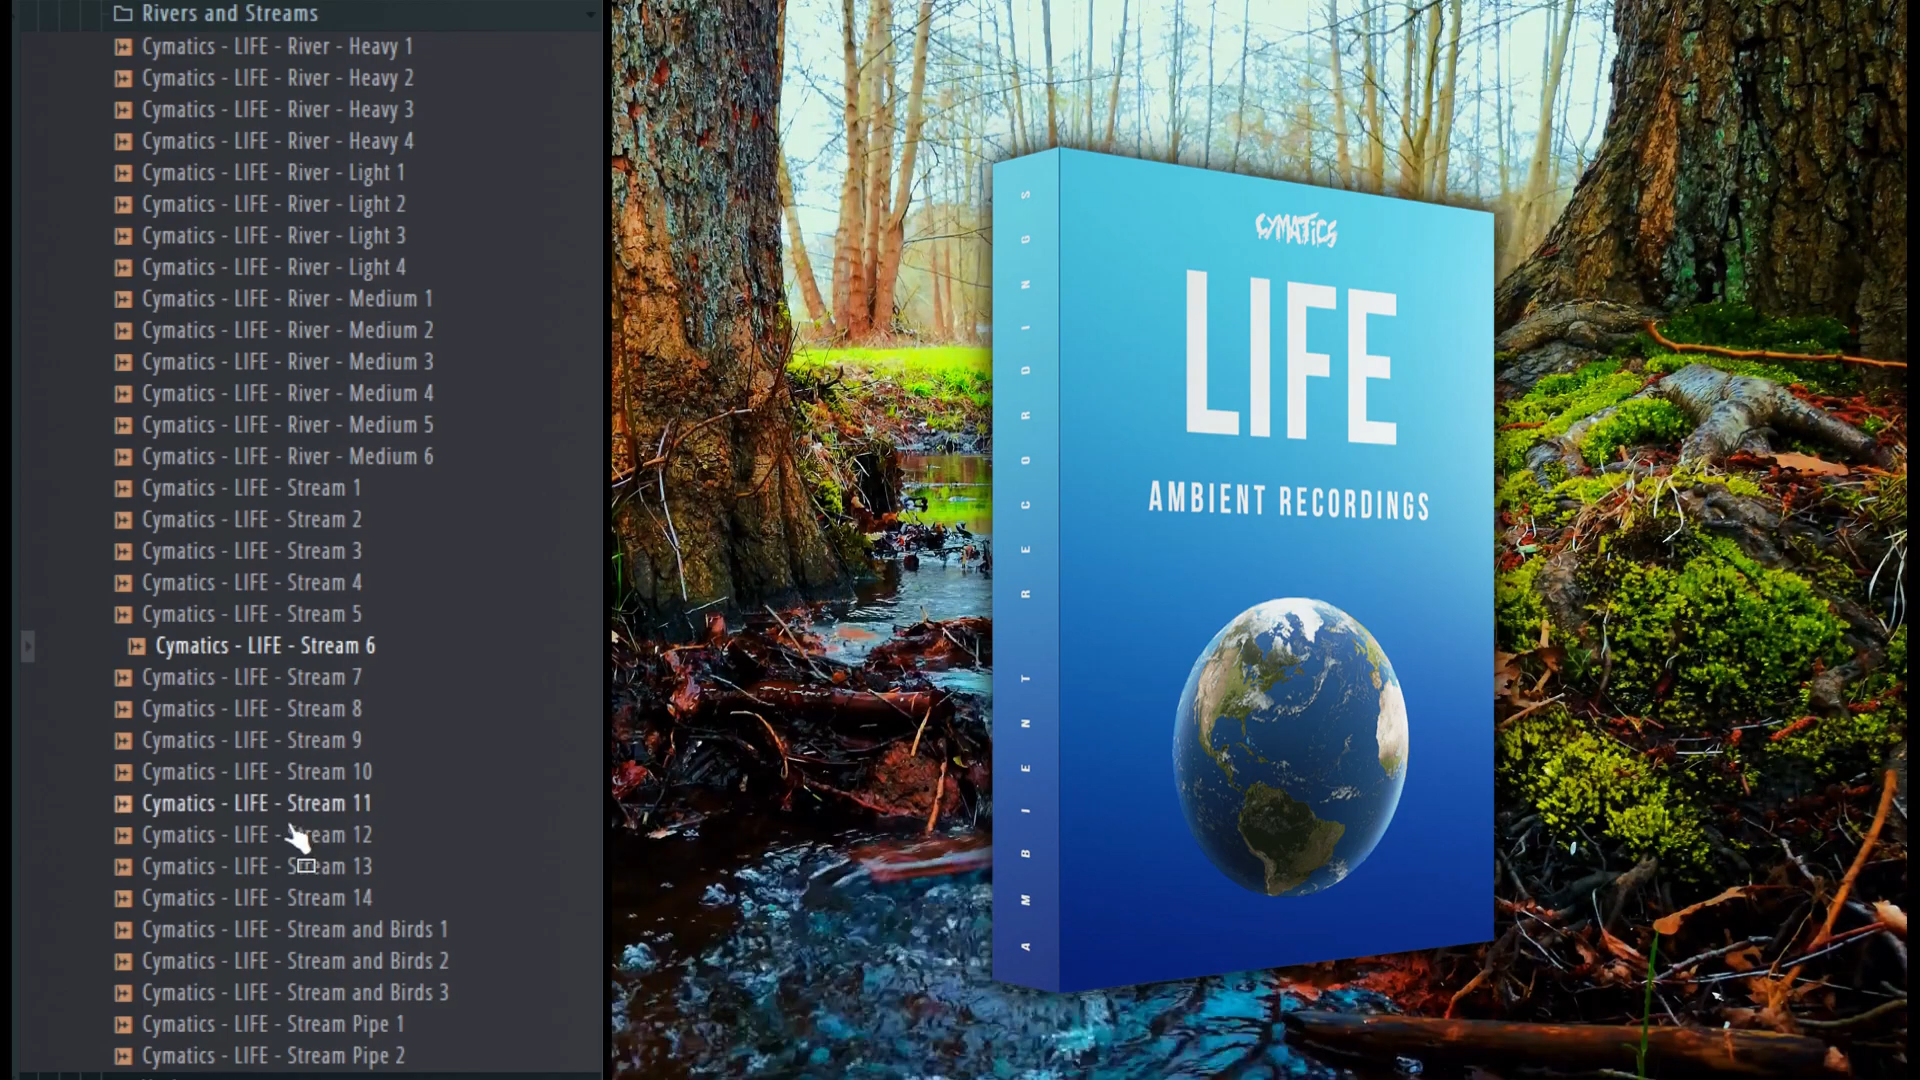 Rivers and Streams
Cymatics - LIFE - River - Heavy 1
Cymatics - LIFE - River - Heavy 2
Cymatics - LIFE - River - Heavy 3
Cymatics - LIFE - River - Heavy 4
Cymatics - LIFE - River - Light 1
Cymatics - LIFE - River - Light 2
Cymatics - LIFE - River - Light 3
Cymatics - LIFE - River - Light 4
Cymatics - LIFE - River - Medium 1
Cymatics - LIFE - River - Medium 2
Cymatics - LIFE - River - Medium 3
Cymatics - LIFE - River - Medium 4
Cymatics - LIFE - River - Medium 5
Cymatics - LIFE - River - Medium 6
Cymatics - LIFE - Stream 1
Cymatics - LIFE - Stream 2
Cymatics - LIFE - Stream 3
Cymatics - LIFE - Stream 4
Cymatics - LIFE - Stream 5
Cymatics - LIFE - Stream 6
Cymatics - LIFE - Stream 7
Cymatics - LIFE - Stream 8
Cymatics - LIFE - Stream 9
Cymatics - LIFE - Stream 10
Cymatics - LIFE - Stream 11
Cymatics - LIFE - Stream 12
Cymatics - LIFE - Stream 13
Cymatics - LIFE - Stream 14
Cymatics - LIFE - Stream and Birds 1
Cymatics - LIFE - Stream and Birds 2
Cymatics - LIFE - Stream and Birds 3
Cymatics - LIFE - Stream Pipe 1
Cymatics - LIFE - Stream Pipe 2
AMBIENT RECORDINGS
CYMATICS
LIFE
AMBIENT RECORDINGS